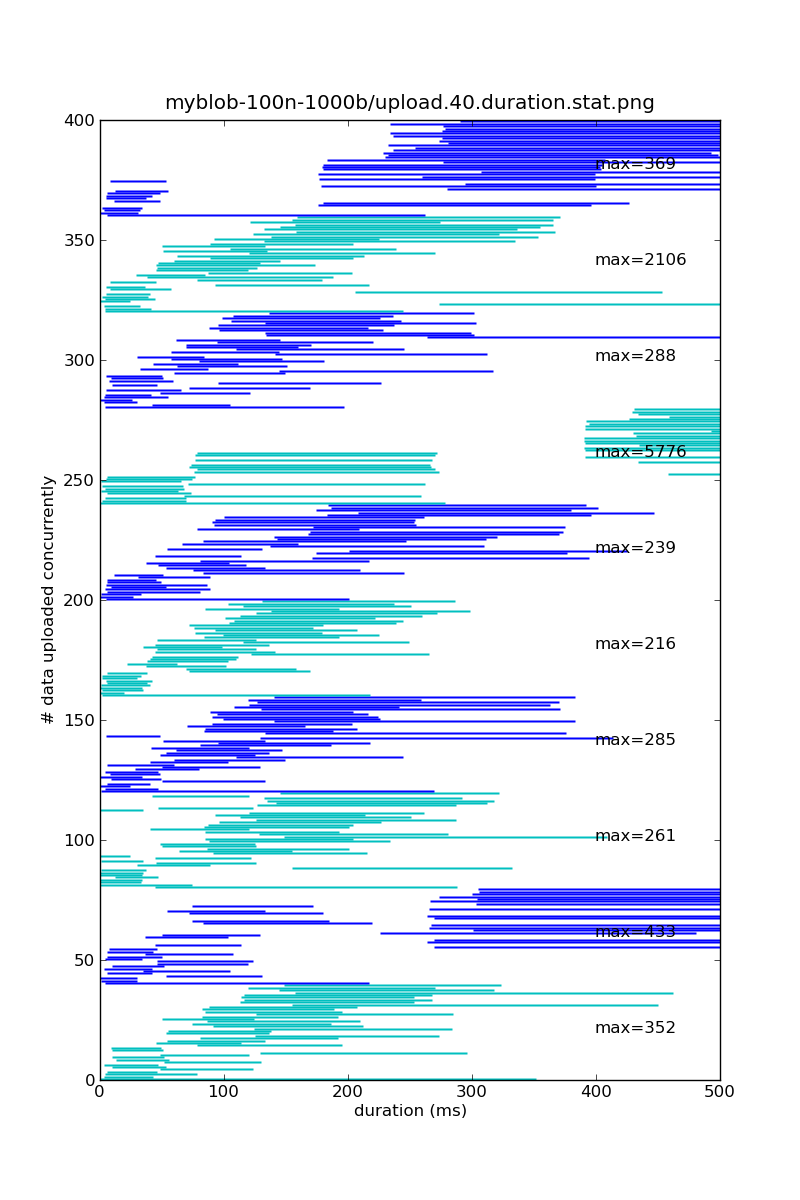 myblob-100n-1000b/upload.40.duration.stat.png
400
max=369
350
max=2106
300
max=288
max=5776
250
max=239
200
max=216
150
max=285
100
max=261
50
max=433
max=352
0
# data uploaded concurrently
0 100 200 300 400 500
duration (ms)